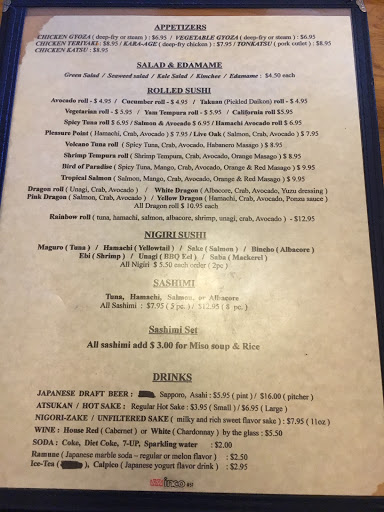 APPETIZERS
CHICKEN GYOZA ( deep-fry or steam ) : $6.95 / VEGETABLE GYOZA ( deep-fry or steam ) : $6.95
CHICKEN TERIYAKI : $8.95 / KARA-AGE ( deep-fry chicken ) : $7.95 / TONKATSU ( pork cutlet ) : $8.95
CHICKEN KATSU : $8.95
SALAD & EDAMAME
Green Salad / Seaweed salad / Kale Salad / Kimchee / Edamame : $4.50 each
ROLLED SUSHI
Avocado roll - $ 4.95 / Cucumber roll - $ 4.95 / Takuan (Pickled Daikon) roll - $ 4.95
Vegetarian roll - $ 5.95 / Yam Tempura roll - $ 5.95 / California roll $5.95
Spicy Tuna roll $ 6.95 / Salmon & Avocado $ 6.95 / Hamachi Avocado roll $ 6.95
Pleasure Point ( Hamachi, Crab, Avocado ) $ 7.95 / Live Oak ( Salmon, Crab, Avocado ) $ 7.95
Volcano Tuna roll ( Spicy Tuna, Crab, Avocado, Habanero Masago ) $ 8.95
Shrimp Tempura roll ( Shrimp Tempura, Crab, Avocado, Orange Masago ) $ 8.95
Bird of Paradise ( Spicy Tuna, Mango, Crab, Avocado, Orange & Red Masago ) $ 9.95
Tropical Salmon ( Salmon, Mango, Crab, Avocado, Orange & Red Masago ) $ 9.95
Dragon roll ( Unagi, Crab, Avocado ) / White Dragon ( Albacore, Crab, Avocado, Yuzu dressing )
Pink Dragon ( Salmon, Crab, Avocado ) / Yellow Dragon ( Hamachi, Crab, Avocado, Ponzu sauce )
All Dragon roll $ 10.95 each
Rainbow roll ( tuna, hamachi, salmon, albacore, shrimp, unagi, crab, Avocado ) - $12.95
NIGIRI SUSHI
Maguro ( Tuna ) / Hamachi ( Yellowtail ) / Sake ( Salmon ) / Bincho ( Albacore )
Ebi ( Shrimp ) / Unagi ( BBQ Eel ) / Saba ( Mackerel )
All Nigiri $ 5.50 each order ( 2pc )
SASHIMI
Tuna, Hamachi, Salmon, or Albacore
All Sashimi : $7.95 ( 5 pc. ) / $12.95 ( 8 pc. )
Sashimi Set
All sashimi add $ 3.00 for Miso soup & Rice
DRINKS
JAPANESE DRAFT BEER : Sapporo, Asahi : $5.95 ( pint ) / $16.00 ( pitcher )
ATSUKAN / HOT SAKE : Regular Hot Sake : $3.95 ( Small ) / $6.95 ( Large )
NIGORI-ZAKE / UNFILTERED SAKE ( milky and rich sweet flavor sake ) : $7.95 ( 11oz )
WINE : House Red ( Cabernet ) or White ( Chardonnay ) by the glass : $5.50
SODA : Coke, Diet Coke, 7-UP, Sparkling water : $2.00
Ramune ( Japanese marble soda – regular or melon flavor ) : $2.50
Ice-Tea ( ), Calpico ( Japanese yogurt flavor drink ) : $2.95